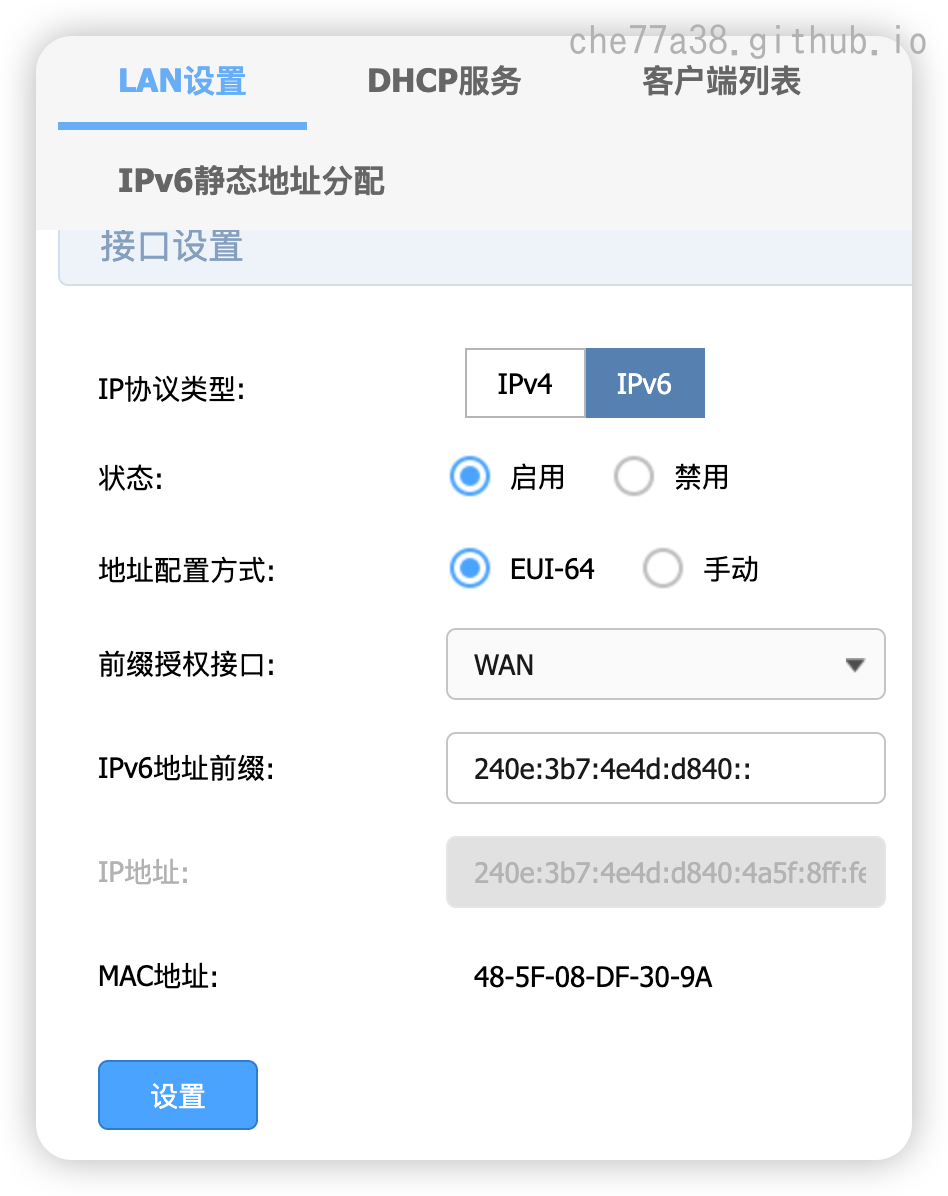 che77a38.github.io
LAN设置 DHCP服务 客户端列表
IPv6静态地址分配
接口设置
IP协议类型: IPv4 IPv6
状态: 启用 禁用
地址配置方式: EUI-64 手动
前缀授权接口: WAN
IPv6地址前缀: 240e:3b7:4e4d:d840::
IP地址: 240e:3b7:4e4d:d840:4a5f:8ff:fe
MAC地址: 48-5F-08-DF-30-9A
设置